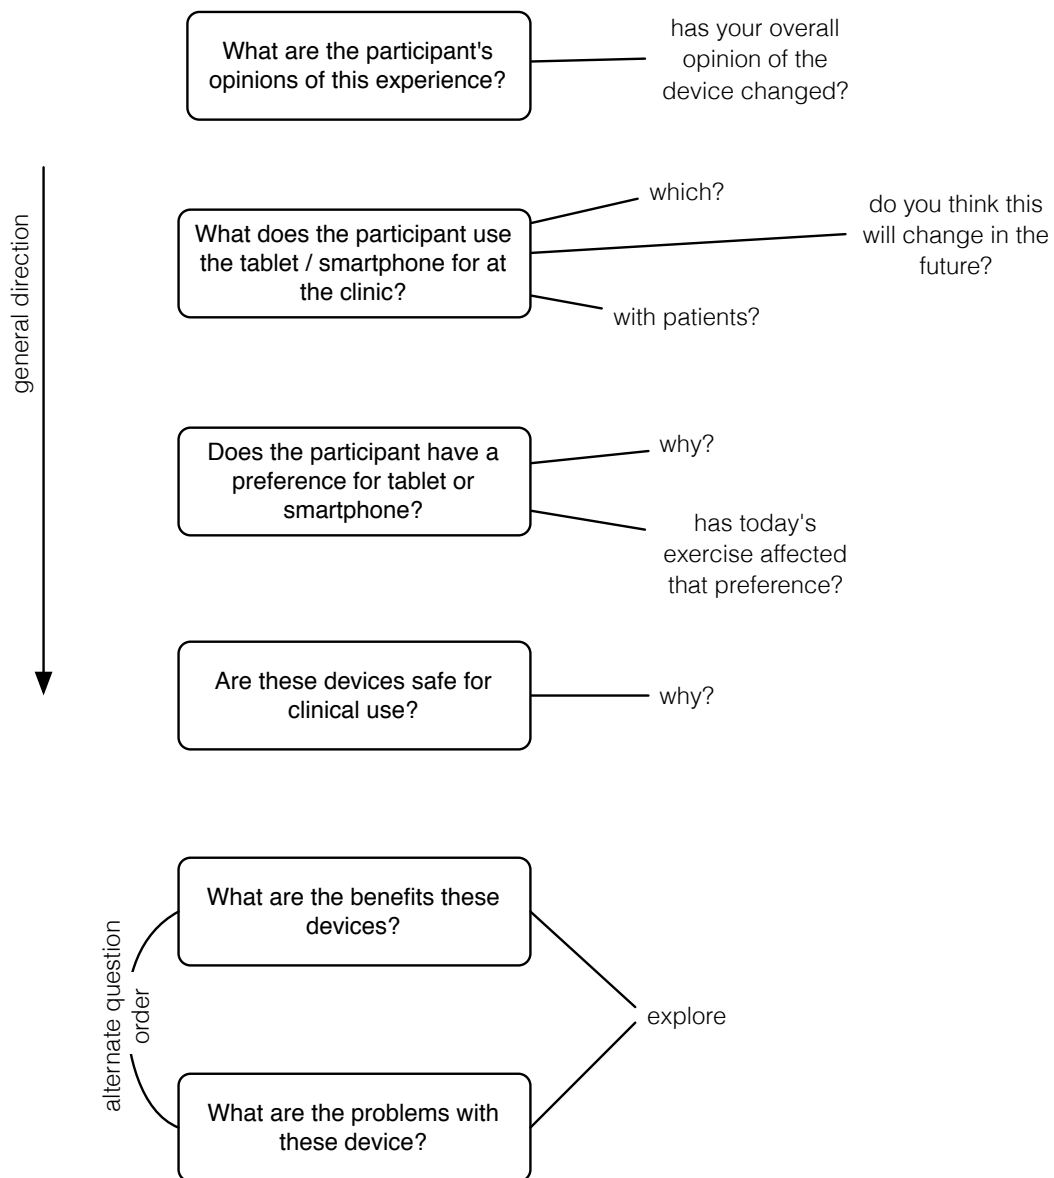 What are the participant's
opinions of this experience?
has your overall
opinion of the
device changed?
general direction
What does the participant use
the tablet / smartphone for at
the clinic?
which?
do you think this
will change in the
future?
with patients?
Does the participant have a
preference for tablet or
smartphone?
why?
has today's
exercise affected
that preference?
Are these devices safe for
clinical use?
why?
What are the benefits these
devices?
alternate question
order
explore
What are the problems with
these device?